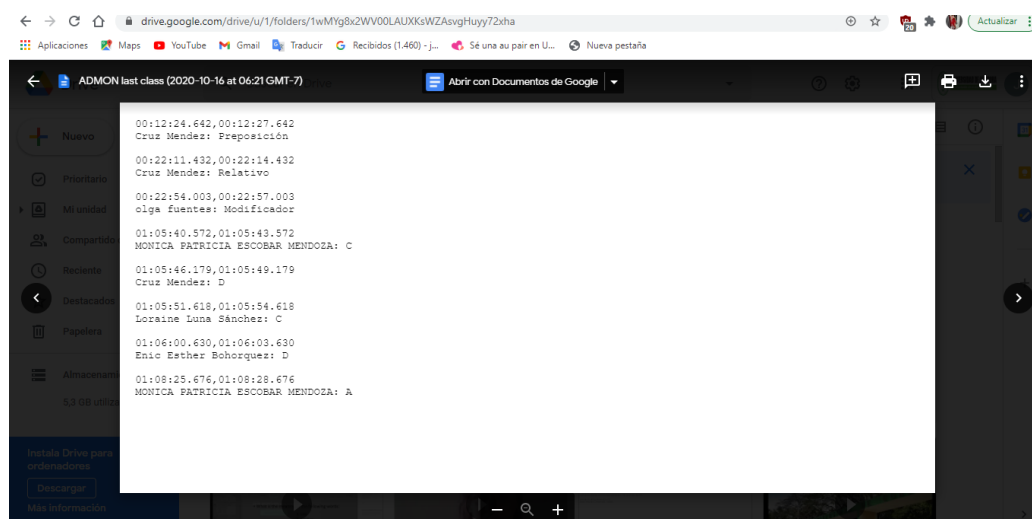 drive.google.com/drive/u/1/folders/1wMYg8x2WV00LAUXKsWZAsvgHuyy72xha
20
Actualizar
Aplicaciones Maps YouTube Gmail Traducir Recibidos (1.460) - j... Sé una au pair en U... Nueva pestaña
ADMON last class (2020-10-16 at 06:21 GMT-7)
Abrir con Documentos de Google
Nuevo
Prioritario
Mi unidad
Compartido
Reciente
Destacados
Papelera
Almacenam
5,3 GB utiliz
Instala Drive para
ordenadores
Descargar
Más información
00:12:24.642,00:12:27.642
Cruz Mendez: Preposición
00:22:11.432,00:22:14.432
Cruz Mendez: Relativo
00:22:54.003,00:22:57.003
olga fuentes: Modificador
01:05:40.572,01:05:43.572
MONICA PATRICIA ESCOBAR MENDOZA: C
01:05:46.179,01:05:49.179
Cruz Mendez: D
01:05:51.618,01:05:54.618
Loraine Luna Sánchez: C
01:06:00.630,01:06:03.630
Enic Esther Bohorquez: D
01:08:25.676,01:08:28.676
MONICA PATRICIA ESCOBAR MENDOZA: A